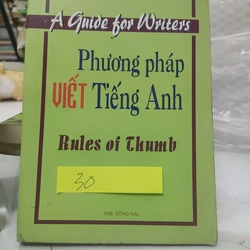 A Guide for Writers
Phương pháp
VIẾT Tiếng Anh
Rules of Thumb
30
NXB. ĐỒNG NAI